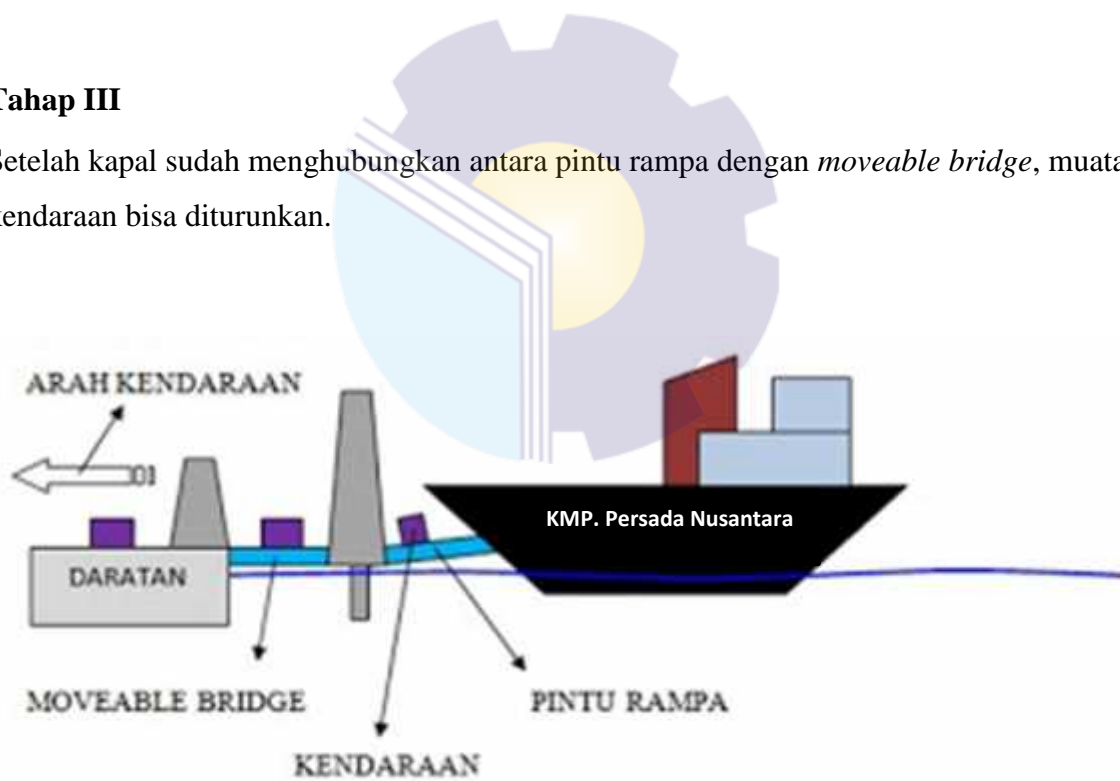 Tahap III
Setelah kapal sudah menghubungkan antara pintu rampa dengan moveable bridge, muata
kendaraan bisa diturunkan.
ARAH KENDARAAN
KMP. Persada Nusantara
DARATAN
MOVEABLE BRIDGE
PINTU RAMPA
KENDARAAN